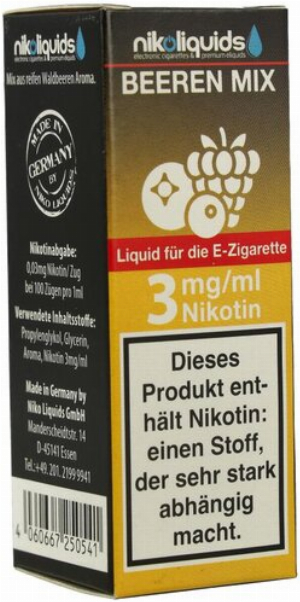 nikoliquids
electronic cigarettes & premium eliquids
Mix aus reifen Waldbeeren Aroma.
MADE IN
GERMANY
BY
NIKO LIQUIDS
Nikotinabgabe:
0,03mg Nikotin/Zug
bei 100 Zügen pro 1ml
Verwendete Inhaltsstoffe:
Propylenglykol, Glycerin,
Aroma, Nikotin 3mg/ml
Made in Germany by
Niko Liquids GmbH
Manderscheidtstr. 14
D-45141 Essen
Tel.:+49. 201. 2199 9941
4 060667 250541
nikoliquids
electronic cigarettes & premium eliquids
BEEREN MIX
Liquid für die E-Zigarette
3 mg/ml
Nikotin
Dieses
Produkt ent-
hält Nikotin:
einen Stoff,
der sehr stark
abhängig
macht.